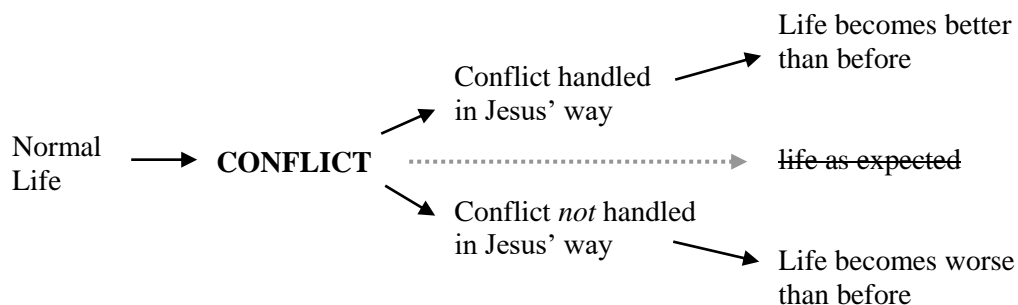 Life becomes better
than before
Conflict handled
in Jesus’ way
Normal
Life
CONFLICT
life as expected
Conflict not handled
in Jesus’ way
Life becomes worse
than before